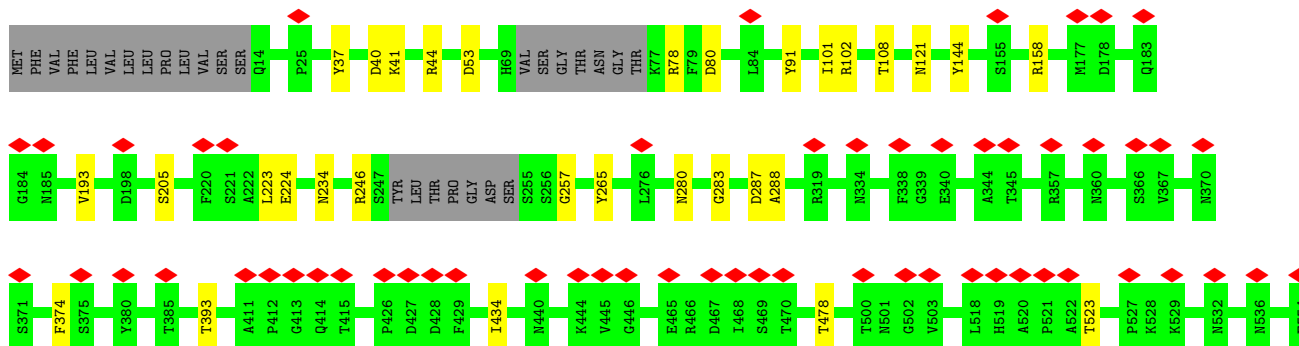 MET PHE VAL PHE LEU VAL LEU LEU PRO LEU VAL SER SER Q14 P25 Y37 D40 K41 R44 D53 H69 VAL SER GLY THR ASN GLY THR K77 R78 F79 D80 L84 Y91 I101 R102 T108 N121 Y144 S155 R158 M177 D178 Q183
G184 N185 V193 D198 S205 F220 S221 A222 L223 E224 N234 R246 S247 TYR LEU THR PRO GLY ASP SER S255 S256 G257 Y265 L276 N280 G283 D287 A288 R319 N334 F338 G339 E340 A344 T345 R357 N360 S366 V367 N370
S371 F374 S375 Y380 T385 T393 A411 P412 G413 Q414 T415 P426 D427 D428 F429 I434 N440 K444 V445 G446 E465 R466 D467 I468 S469 T470 T478 T500 N501 G502 V503 L518 H519 A520 P521 A522 T523 P527 K528 K529 N532 N536